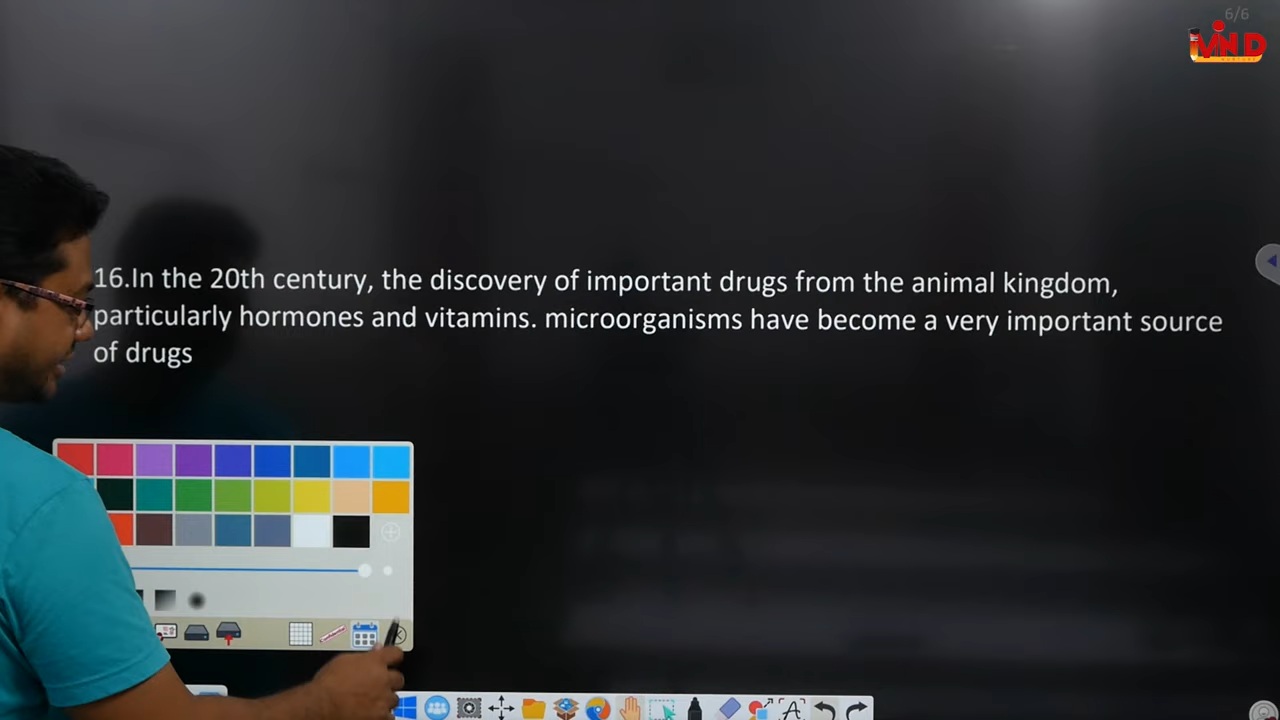 6/6
MIND
16.In the 20th century, the discovery of important drugs from the animal kingdom,
particularly hormones and vitamins. microorganisms have become a very important source
of drugs